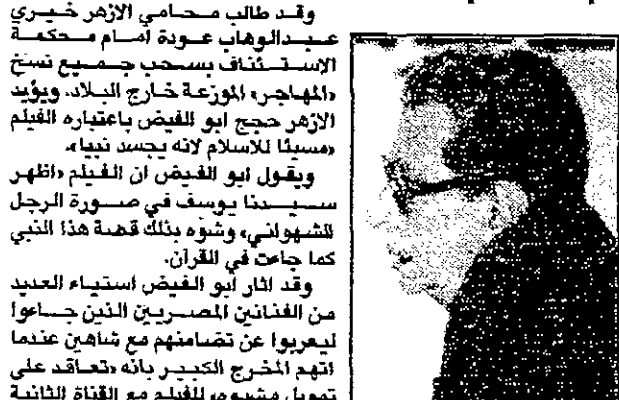 وقد طالب محامي الازهر خيري
عبدالوهاب عودة امام محكمة
الاستئناف بسحب جميع نسخ
«المهاجر» الموزعة خارج البلاد. ويؤيد
الازهر حجج ابو الفيض باعتباره الفيلم
«مسيئا للاسلام لانه يجسد نبيا».
ويقول ابو الفيض ان الفيلم «اظهر
سيدنا يوسف في صورة الرجل
الشهواني، وشوه بذلك قصة هذا النبي
كما جاءت في القرآن.
وقد اثار ابو الفيض استياء العديد
من الفنانين المصريين الذين جاءوا
ليعربوا عن تضامنهم مع شاهين عندما
اتهم المخرج الكبير بانه «تعاقد على
تمويل مشبوه للفيلم مع القناة الثانية